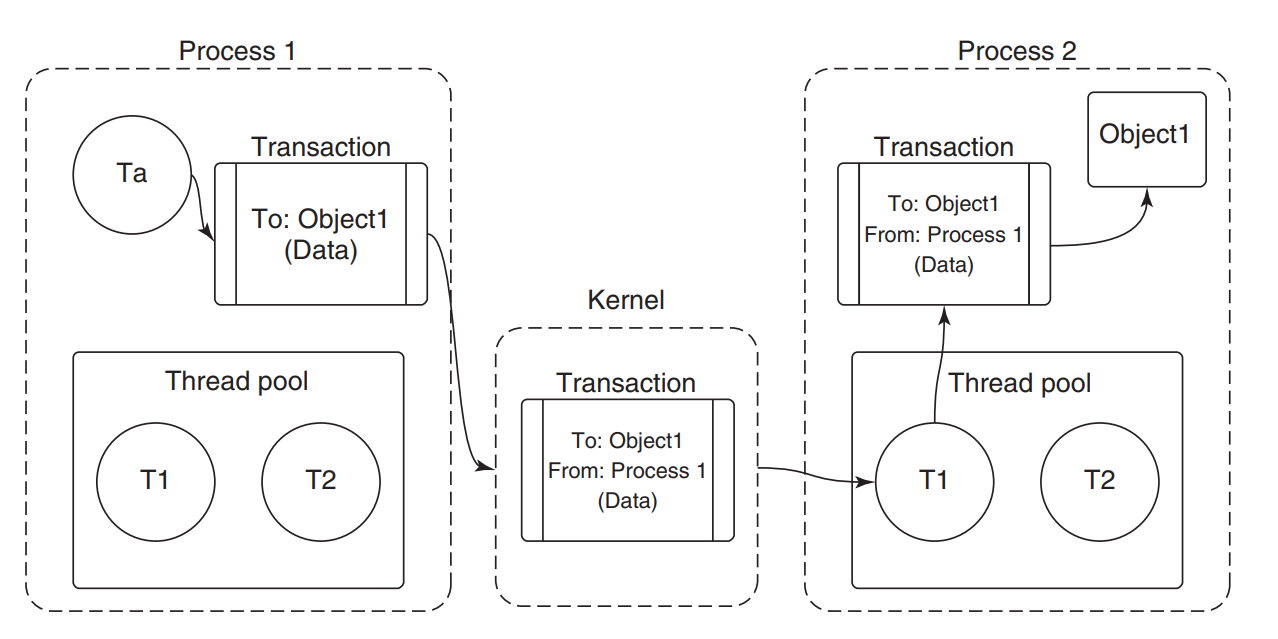 Process 1
Ta
Transaction
To: Object1
(Data)
Thread pool
T1
T2
Kernel
Transaction
To: Object1
From: Process 1
(Data)
Process 2
Transaction
To: Object1
From: Process 1
(Data)
Object1
Thread pool
T1
T2